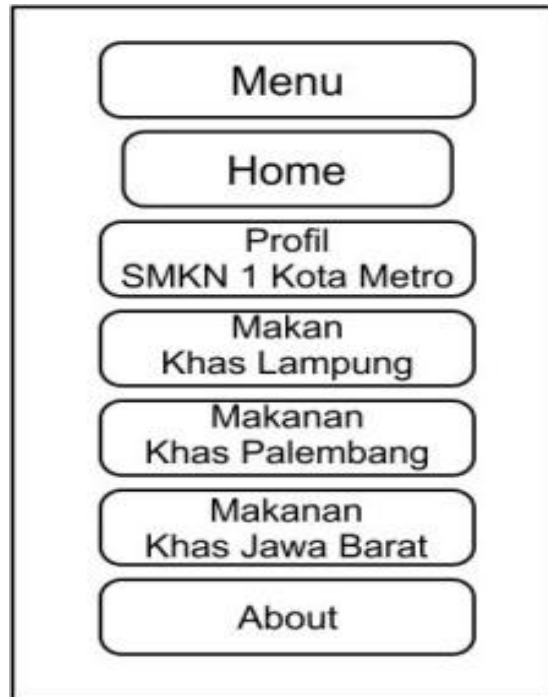 Menu
Home
Profil
SMKN 1 Kota Metro
Makan
Khas Lampung
Makanan
Khas Palembang
Makanan
Khas Jawa Barat
About